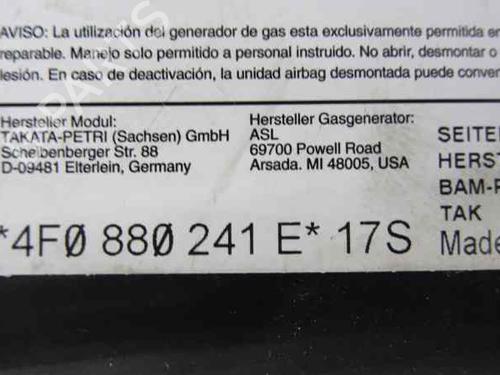 AVISO: La utilización del generador de gas esta exclusivamente permitida en
reparable. Manejo solo permitido a personal instruido. No abrir, desmontar o
lesión. En caso de deactivación, la unidad airbag desmontada puede conver
Hersteller Modul:
TAKATA-PETRI (Sachsen) GmbH
Scheibenberger Str. 88
D-09481 Elterlein, Germany
Hersteller Gasgenerator:
ASL
69700 Powell Road
Arsada. MI 48005, USA
SEITEN
HERST
BAM-P
TAK
Made
*4F0 880 241 E* 17S